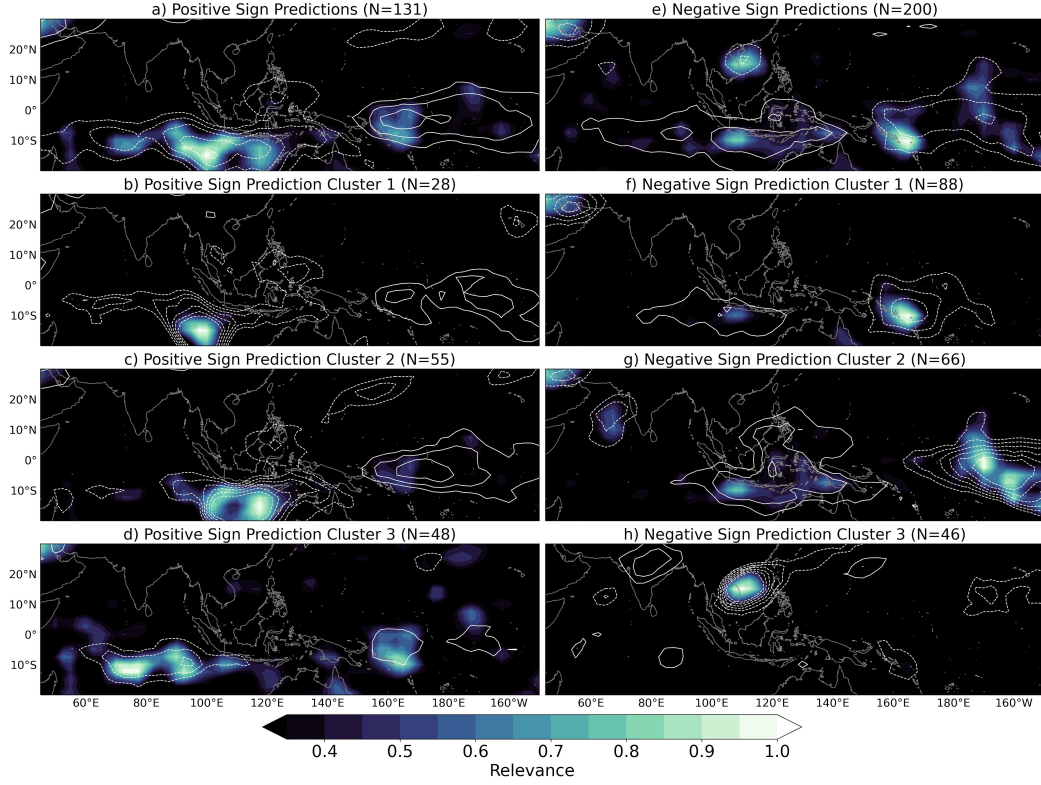 a) Positive Sign Predictions (N=131)
20°N
10°N
0°
10°S
b) Positive Sign Prediction Cluster 1 (N=28)
20°N
10°N
0°
10°S
c) Positive Sign Prediction Cluster 2 (N=55)
20°N
10°N
0°
10°S
d) Positive Sign Prediction Cluster 3 (N=48)
20°N
10°N
0°
10°S
60°E 80°E 100°E 120°E 140°E 160°E 180° 160°W
e) Negative Sign Predictions (N=200)
f) Negative Sign Prediction Cluster 1 (N=88)
g) Negative Sign Prediction Cluster 2 (N=66)
h) Negative Sign Prediction Cluster 3 (N=46)
60°E 80°E 100°E 120°E 140°E 160°E 180° 160°W
0.4 0.5 0.6 0.7 0.8 0.9 1.0
Relevance